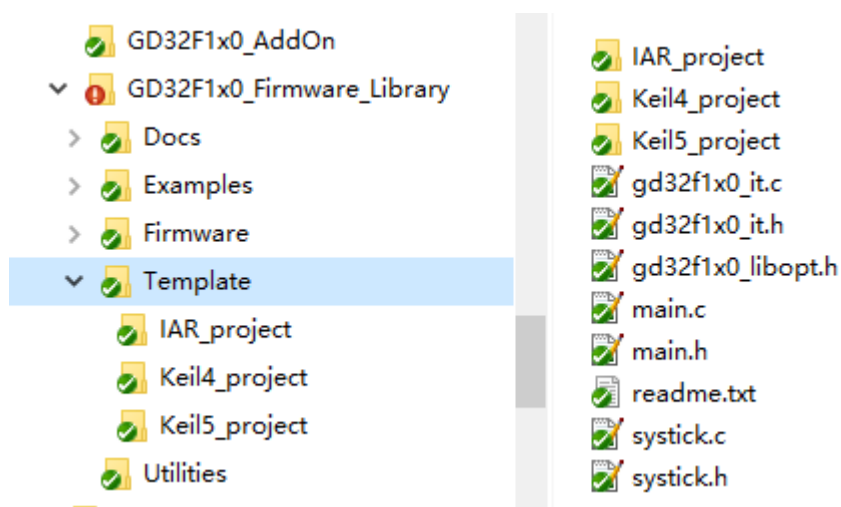 GD32F1x0_AddOn
GD32F1x0_Firmware_Library
Docs
Examples
Firmware
Template
IAR_project
Keil4_project
Keil5_project
Utilities
IAR_project
Keil4_project
Keil5_project
gd32f1x0_it.c
gd32f1x0_it.h
gd32f1x0_libopt.h
main.c
main.h
readme.txt
systick.c
systick.h